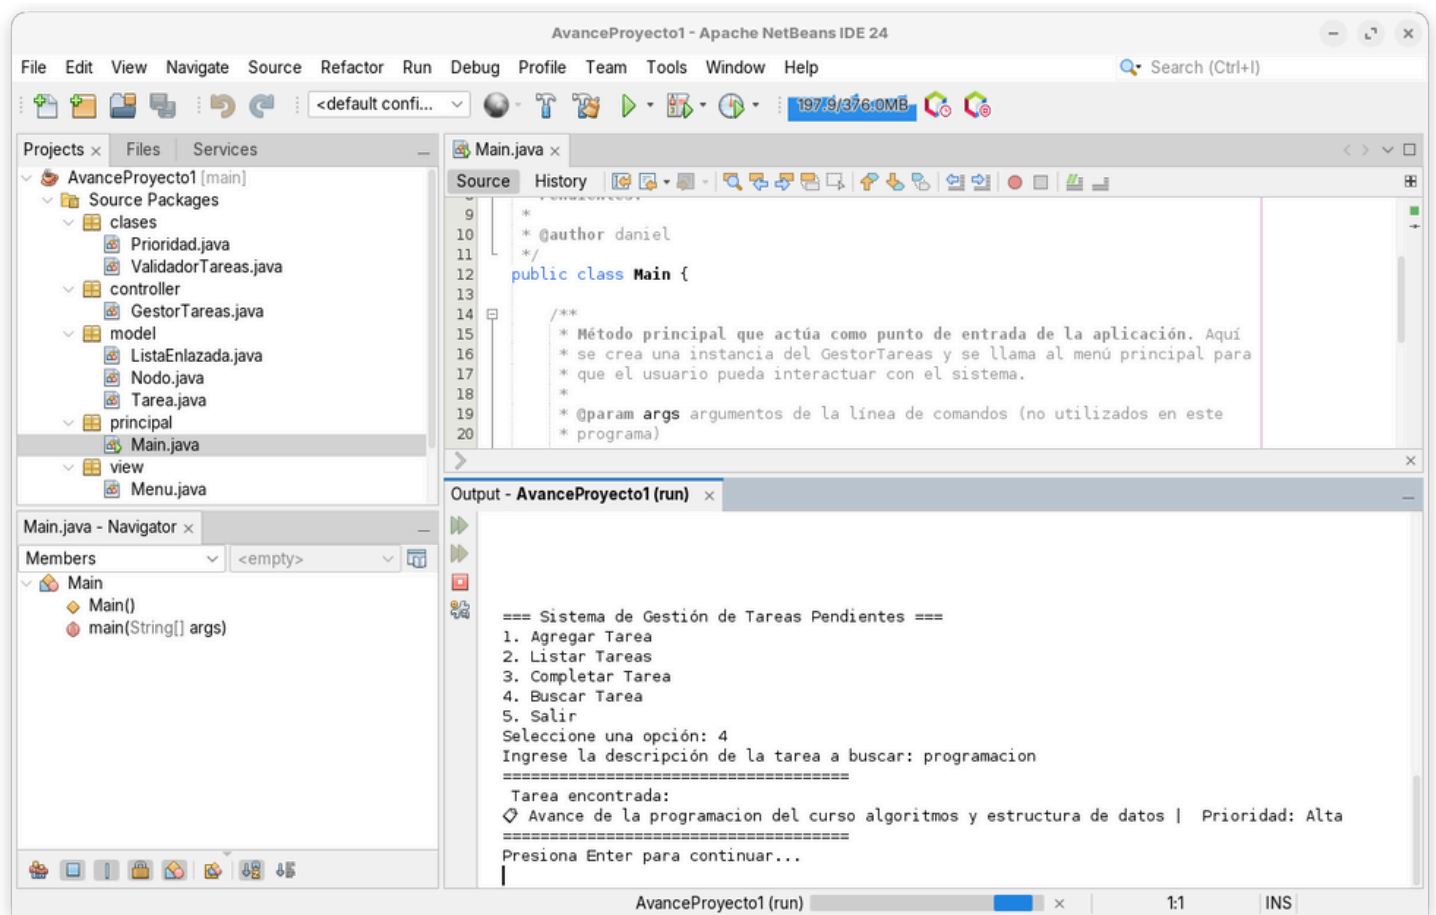 AvanceProyecto1 - Apache NetBeans IDE 24
File Edit View Navigate Source Refactor Run Debug Profile Team Tools Window Help
Search (Ctrl+I)
<default confi...
197.9/376.0MB
Projects Files Services
AvanceProyecto1 [main]
Source Packages
clases
Prioridad.java
ValidadorTareas.java
controller
GestorTareas.java
model
ListaEnlazada.java
Nodo.java
Tarea.java
principal
Main.java
view
Menu.java
Main.java - Navigator
Members <empty>
Main
Main()
main(String[] args)
Main.java
Source History
9 *
10 * @author daniel
11 */
12 public class Main {
13
14 /**
15 * Método principal que actúa como punto de entrada de la aplicación. Aquí
16 * se crea una instancia del GestorTareas y se llama al menú principal para
17 * que el usuario pueda interactuar con el sistema.
18 *
19 * @param args argumentos de la línea de comandos (no utilizados en este
20 * programa)
Output - AvanceProyecto1 (run)
=== Sistema de Gestión de Tareas Pendientes ===
1. Agregar Tarea
2. Listar Tareas
3. Completar Tarea
4. Buscar Tarea
5. Salir
Seleccione una opción: 4
Ingrese la descripción de la tarea a buscar: programacion
=====================================
Tarea encontrada:
Avance de la programacion del curso algoritmos y estructura de datos | Prioridad: Alta
=====================================
Presiona Enter para continuar...
AvanceProyecto1 (run)
1:1 INS